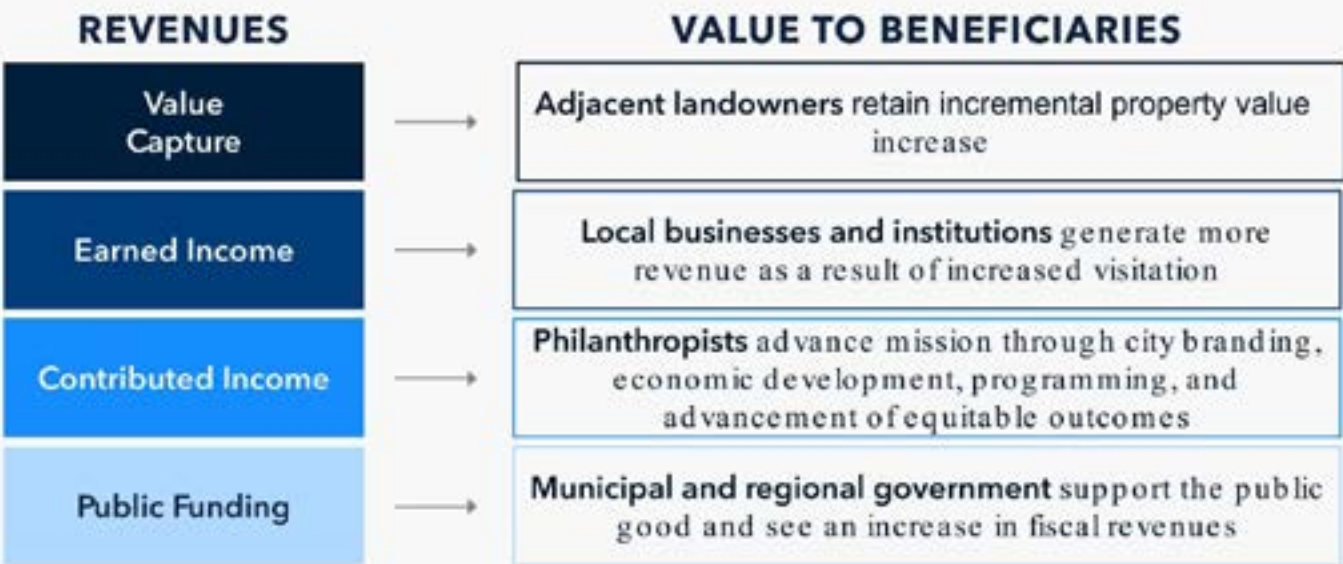 REVENUES
VALUE TO BENEFICIARIES
Value
Capture
Adjacent landowners retain incremental property value
increase
Earned Income
Local businesses and institutions generate more
revenue as a result of increased visitation
Contributed Income
Philanthropists advance mission through city branding,
economic development, programming, and
advancement of equitable outcomes
Public Funding
Municipal and regional government support the public
good and see an increase in fiscal revenues